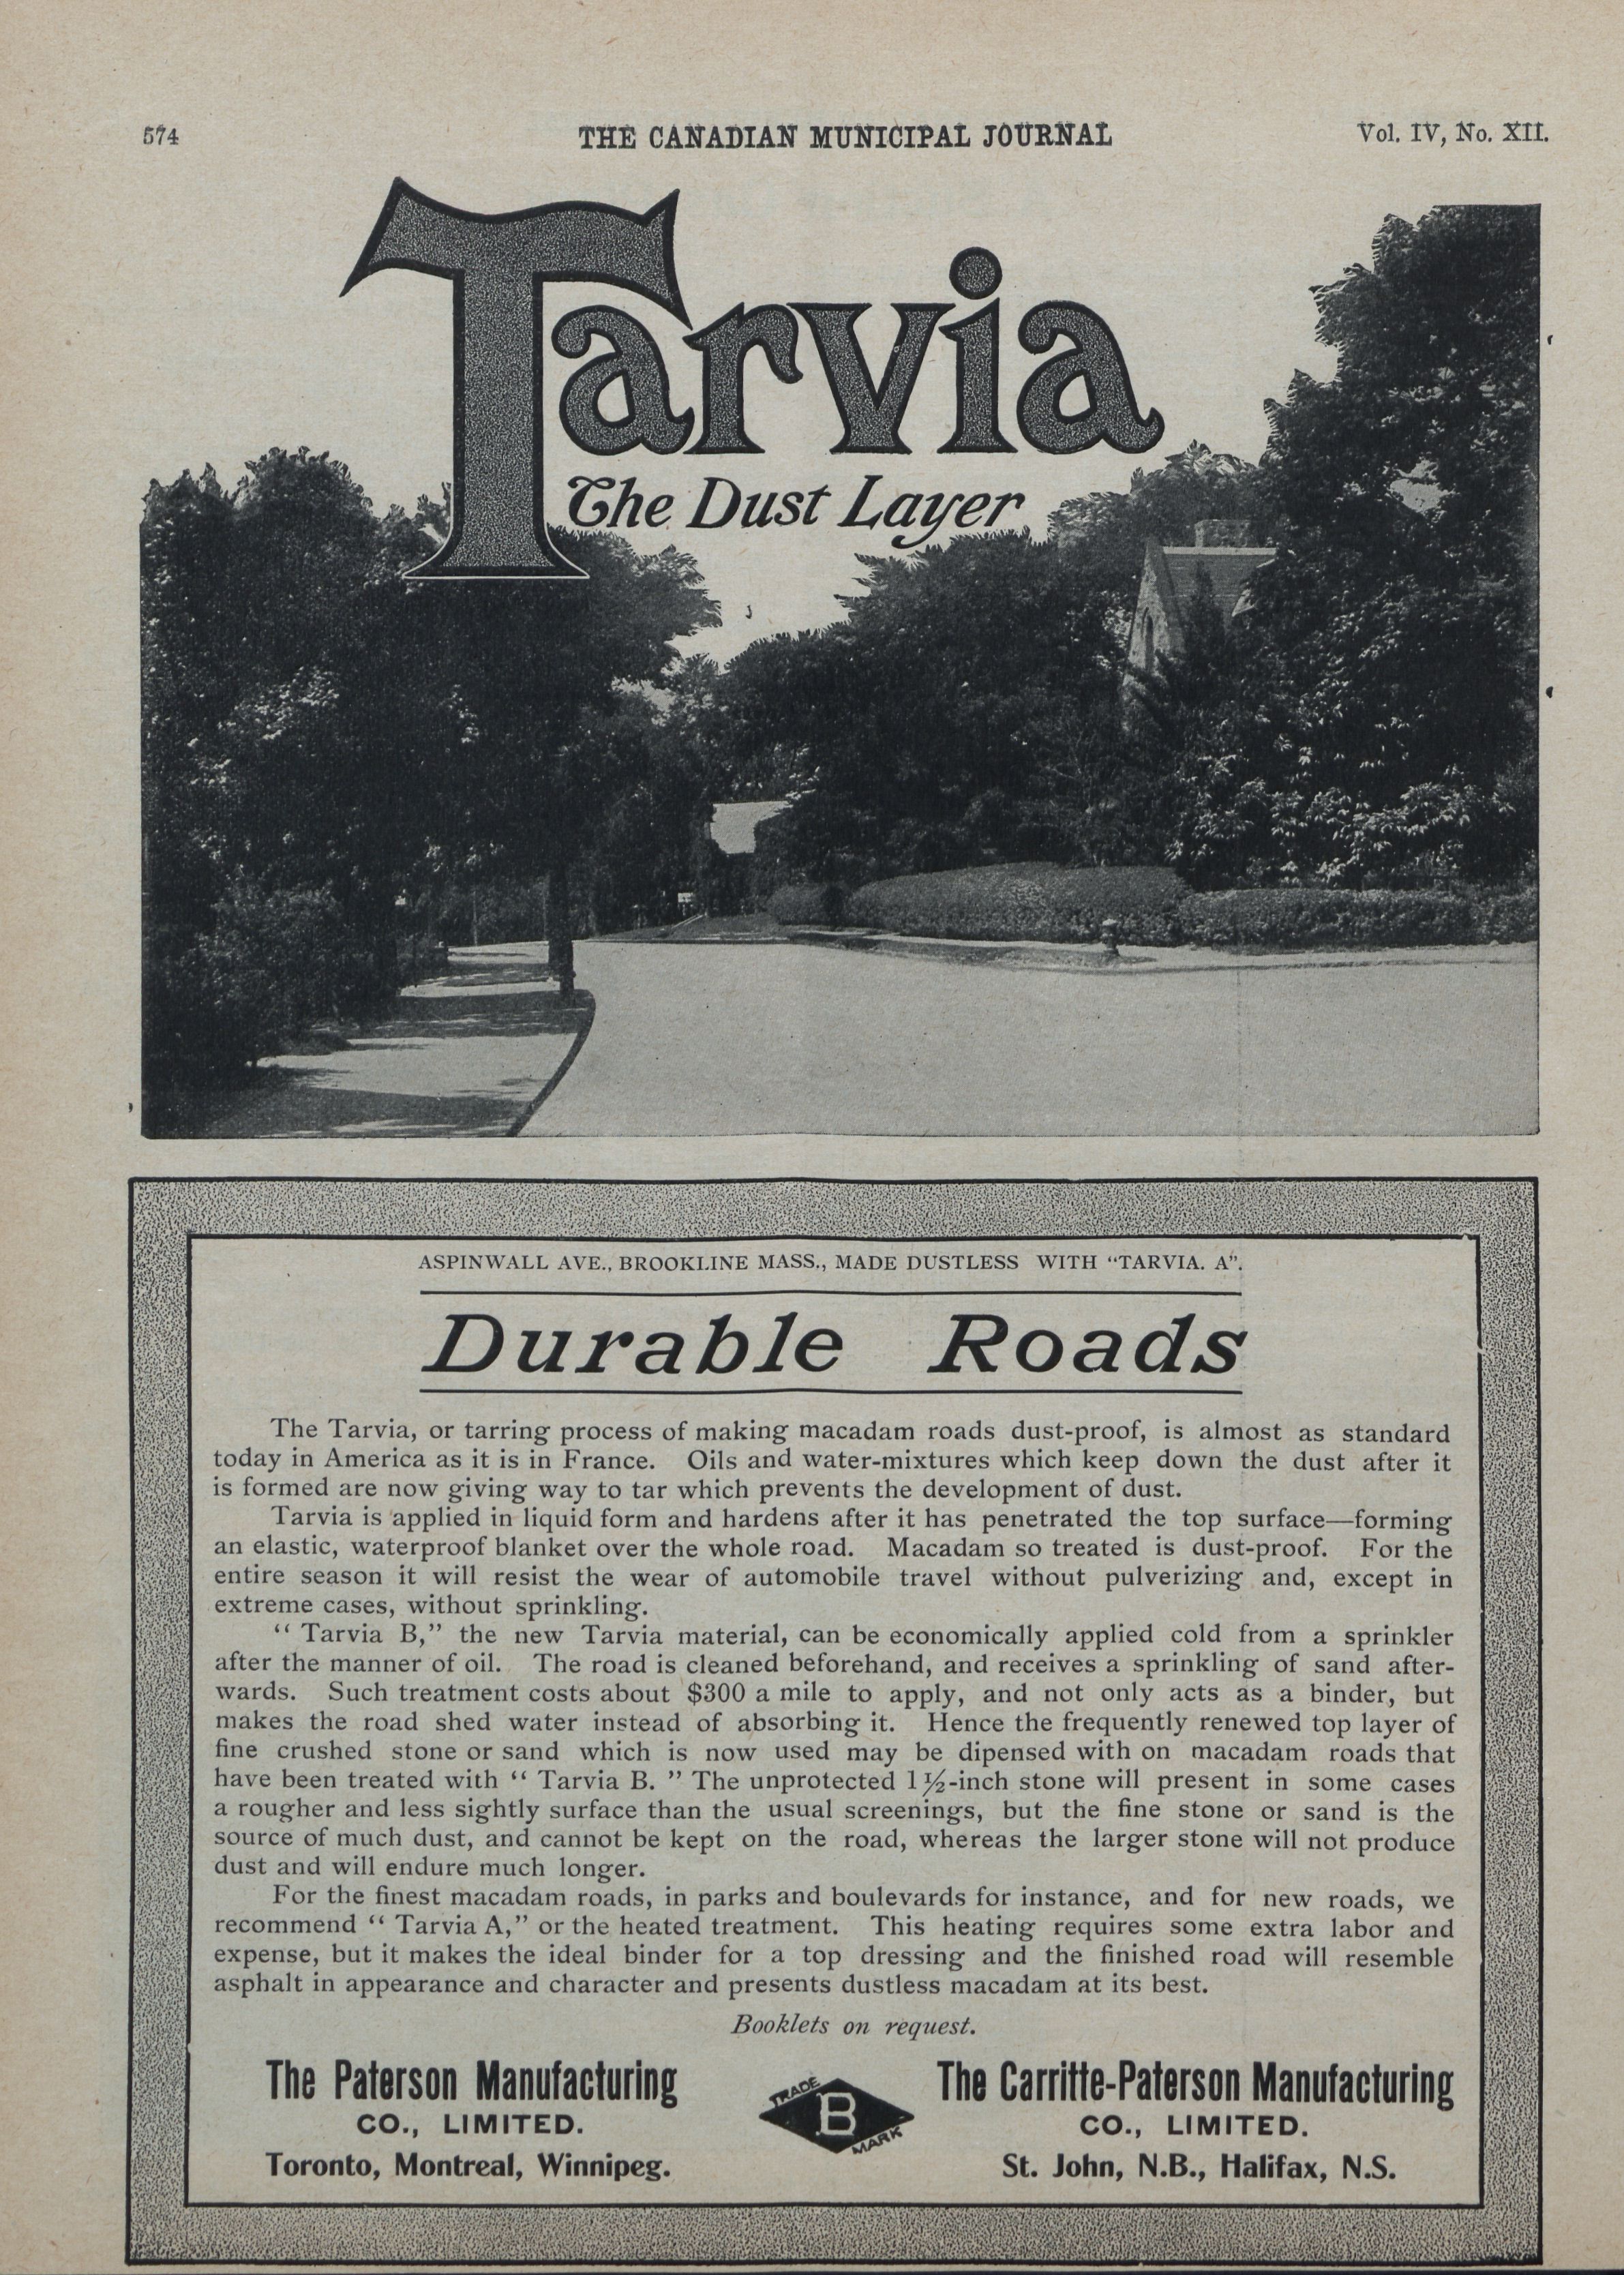 574
THE CANADIAN MUNICIPAL JOURNAL
Vol. IV, No. XII.
Tarvia
The Dust Layer
ASPINWALL AVE., BROOKLINE MASS., MADE DUSTLESS WITH "TARVIA. A".
Durable Roads
The Tarvia, or tarring process of making macadam roads dust-proof, is almost as standard
today in America as it is in France. Oils and water-mixtures which keep down the dust after it
is formed are now giving way to tar which prevents the development of dust.
Tarvia is applied in liquid form and hardens after it has penetrated the top surface—forming
an elastic, waterproof blanket over the whole road. Macadam so treated is dust-proof. For the
entire season it will resist the wear of automobile travel without pulverizing and, except in
extreme cases, without sprinkling.
“ Tarvia B,” the new Tarvia material, can be economically applied cold from a sprinkler
after the manner of oil. The road is cleaned beforehand, and receives a sprinkling of sand after-
wards. Such treatment costs about $300 a mile to apply, and not only acts as a binder, but
makes the road shed water instead of absorbing it. Hence the frequently renewed top layer of
fine crushed stone or sand which is now used may be dipensed with on macadam roads that
have been treated with “ Tarvia B. ” The unprotected 1½-inch stone will present in some cases
a rougher and less sightly surface than the usual screenings, but the fine stone or sand is the
source of much dust, and cannot be kept on the road, whereas the larger stone will not produce
dust and will endure much longer.
For the finest macadam roads, in parks and boulevards for instance, and for new roads, we
recommend “ Tarvia A,” or the heated treatment. This heating requires some extra labor and
expense, but it makes the ideal binder for a top dressing and the finished road will resemble
asphalt in appearance and character and presents dustless macadam at its best.
Booklets on request.
The Paterson Manufacturing
CO., LIMITED.
Toronto, Montreal, Winnipeg.
TRADE
B
MARK
The Carritte-Paterson Manufacturing
CO., LIMITED.
St. John, N.B., Halifax, N.S.